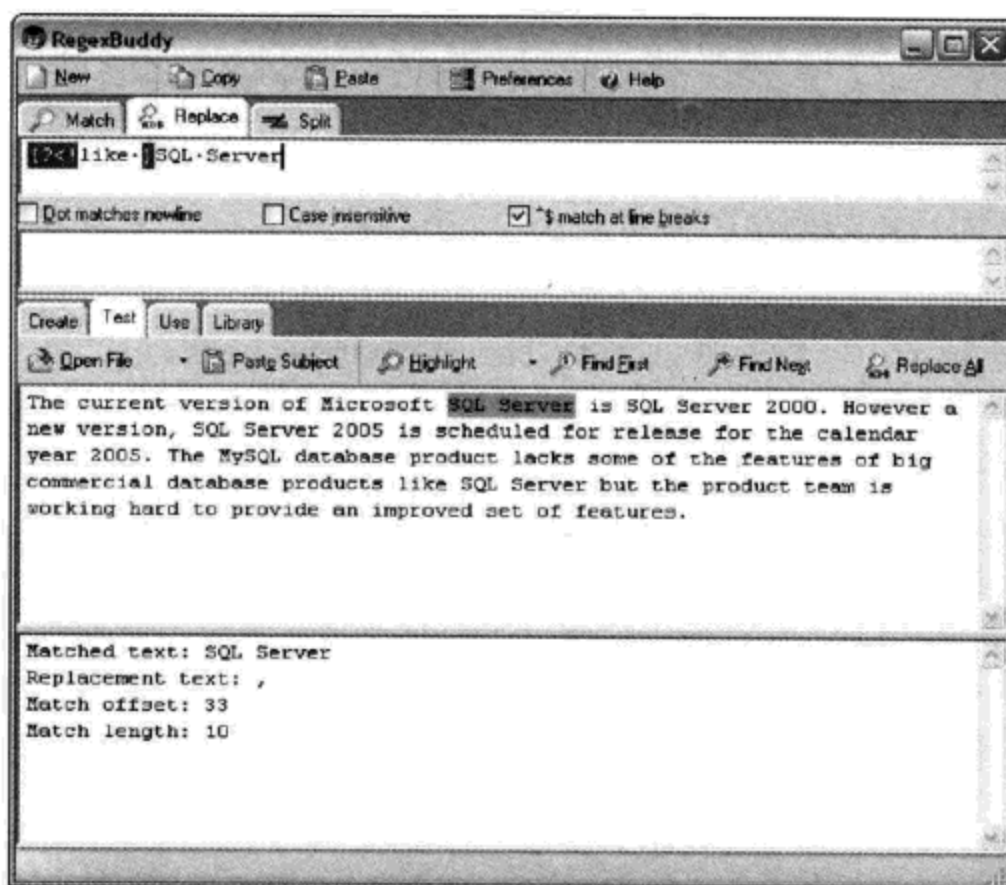 RegexBuddy
New Copy Paste Preferences Help
Match Replace Split
(?<!like·)SQL·Server
Dot matches newline Case insensitive ^$ match at line breaks
Create Test Use Library
Open File Paste Subject Highlight Find First Find Next Replace All
The current version of Microsoft SQL Server is SQL Server 2000. However a
new version, SQL Server 2005 is scheduled for release for the calendar
year 2005. The MySQL database product lacks some of the features of big
commercial database products like SQL Server but the product team is
working hard to provide an improved set of features.
Matched text: SQL Server
Replacement text: ,
Match offset: 33
Match length: 10